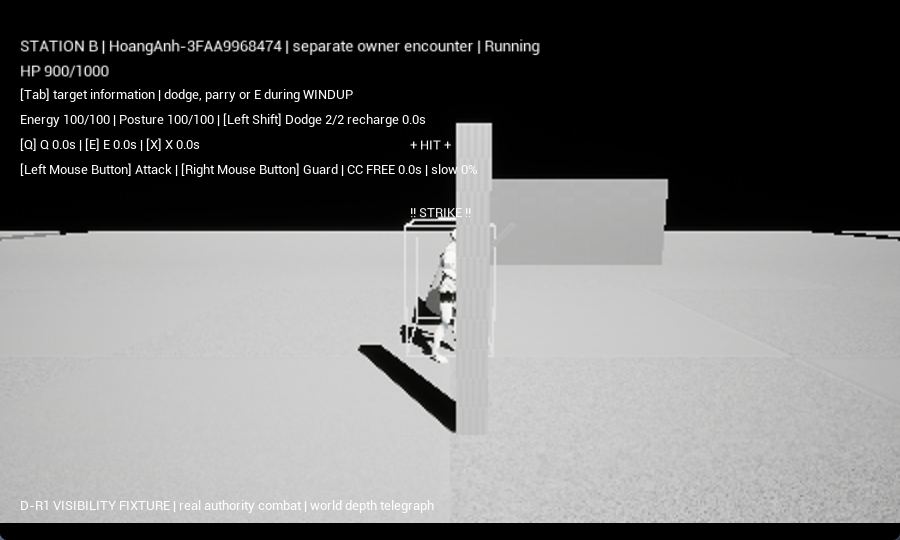 STATION B | HoangAnh-3FAA9968474 | separate owner encounter | Running
HP 900/1000
[Tab] target information | dodge, parry or E during WINDUP
Energy 100/100 | Posture 100/100 | [Left Shift] Dodge 2/2 recharge 0.0s
[Q] Q 0.0s | [E] E 0.0s | [X] X 0.0s
+ HIT +
[Left Mouse Button] Attack | [Right Mouse Button] Guard | CC FREE 0.0s | slow 0%
!! STRIKE !!
D-R1 VISIBILITY FIXTURE | real authority combat | world depth telegraph